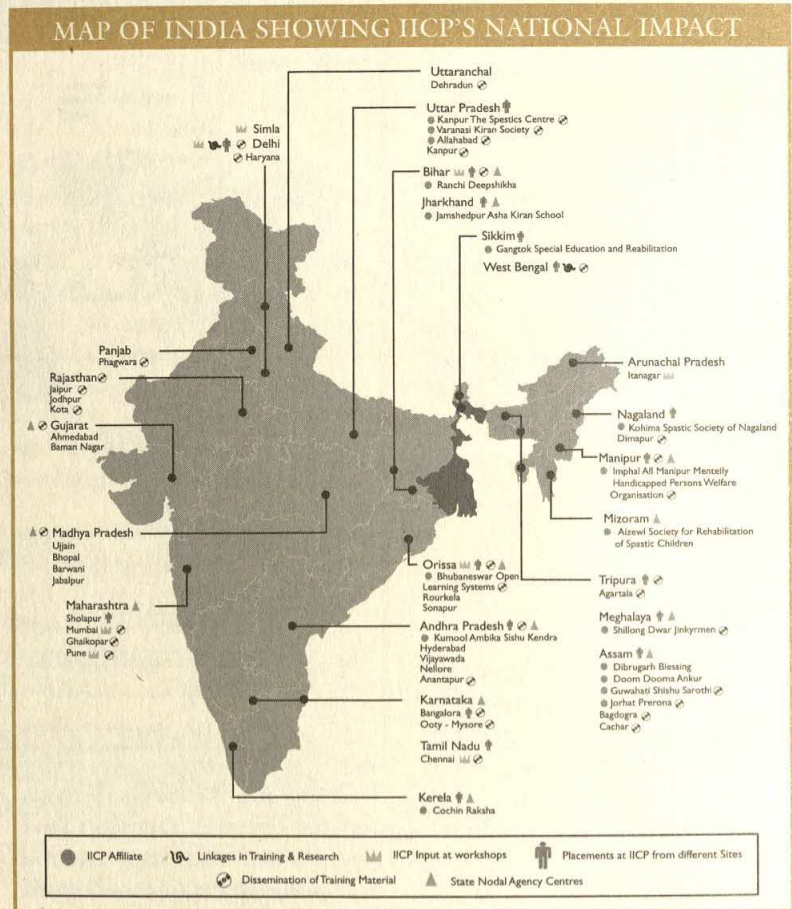 MAP OF INDIA SHOWING IICP'S NATIONAL IMPACT
Uttaranchal
Dehradun
Uttar Pradesh
Kanpur The Spestics Centre
Varanasi Kiran Society
Allahabad
Kanpur
Simla
Delhi
Haryana
Bihar
Ranchi Deepshikha
Jharkhand
Jamshedpur Asha Kiran School
Sikkim
Gangtok Special Education and Reabilitation
West Bengal
Panjab
Phagwara
Rajasthan
Jaipur
Jodhpur
Kota
Gujarat
Ahmedabad
Baman Nagar
Madhya Pradesh
Ujjain
Bhopal
Barwani
Jabalpur
Maharashtra
Sholapur
Mumbai
Ghaikopar
Pune
Arunachal Pradesh
Itanagar
Nagaland
Kohima Spastic Society of Nagaland
Dimapur
Manipur
Imphal All Manipur Mentelly
Handicapped Persons Welfare
Organisation
Mizoram
Aizewl Society for Rehabilitation
of Spastic Children
Tripura
Agartala
Meghalaya
Shillong Dwar Jinkyrmen
Assam
Dibrugarh Blessing
Doom Dooma Ankur
Guwahati Shishu Sarothi
Jorhat Prerona
Bagdogra
Cachar
Orissa
Bhubaneswar Open
Learning Systems
Rourkela
Sonapur
Andhra Pradesh
Kumool Ambika Sishu Kendra
Hyderabad
Vijayawada
Nellore
Anantapur
Karnataka
Bangalora
Ooty - Mysore
Tamil Nadu
Chennai
Kerela
Cochin Raksha
IICP Affiliate
Linkages in Training & Research
IICP Input at workshops
Placements at IICP from different Sites
Dissemination of Training Material
State Nodal Agency Centres